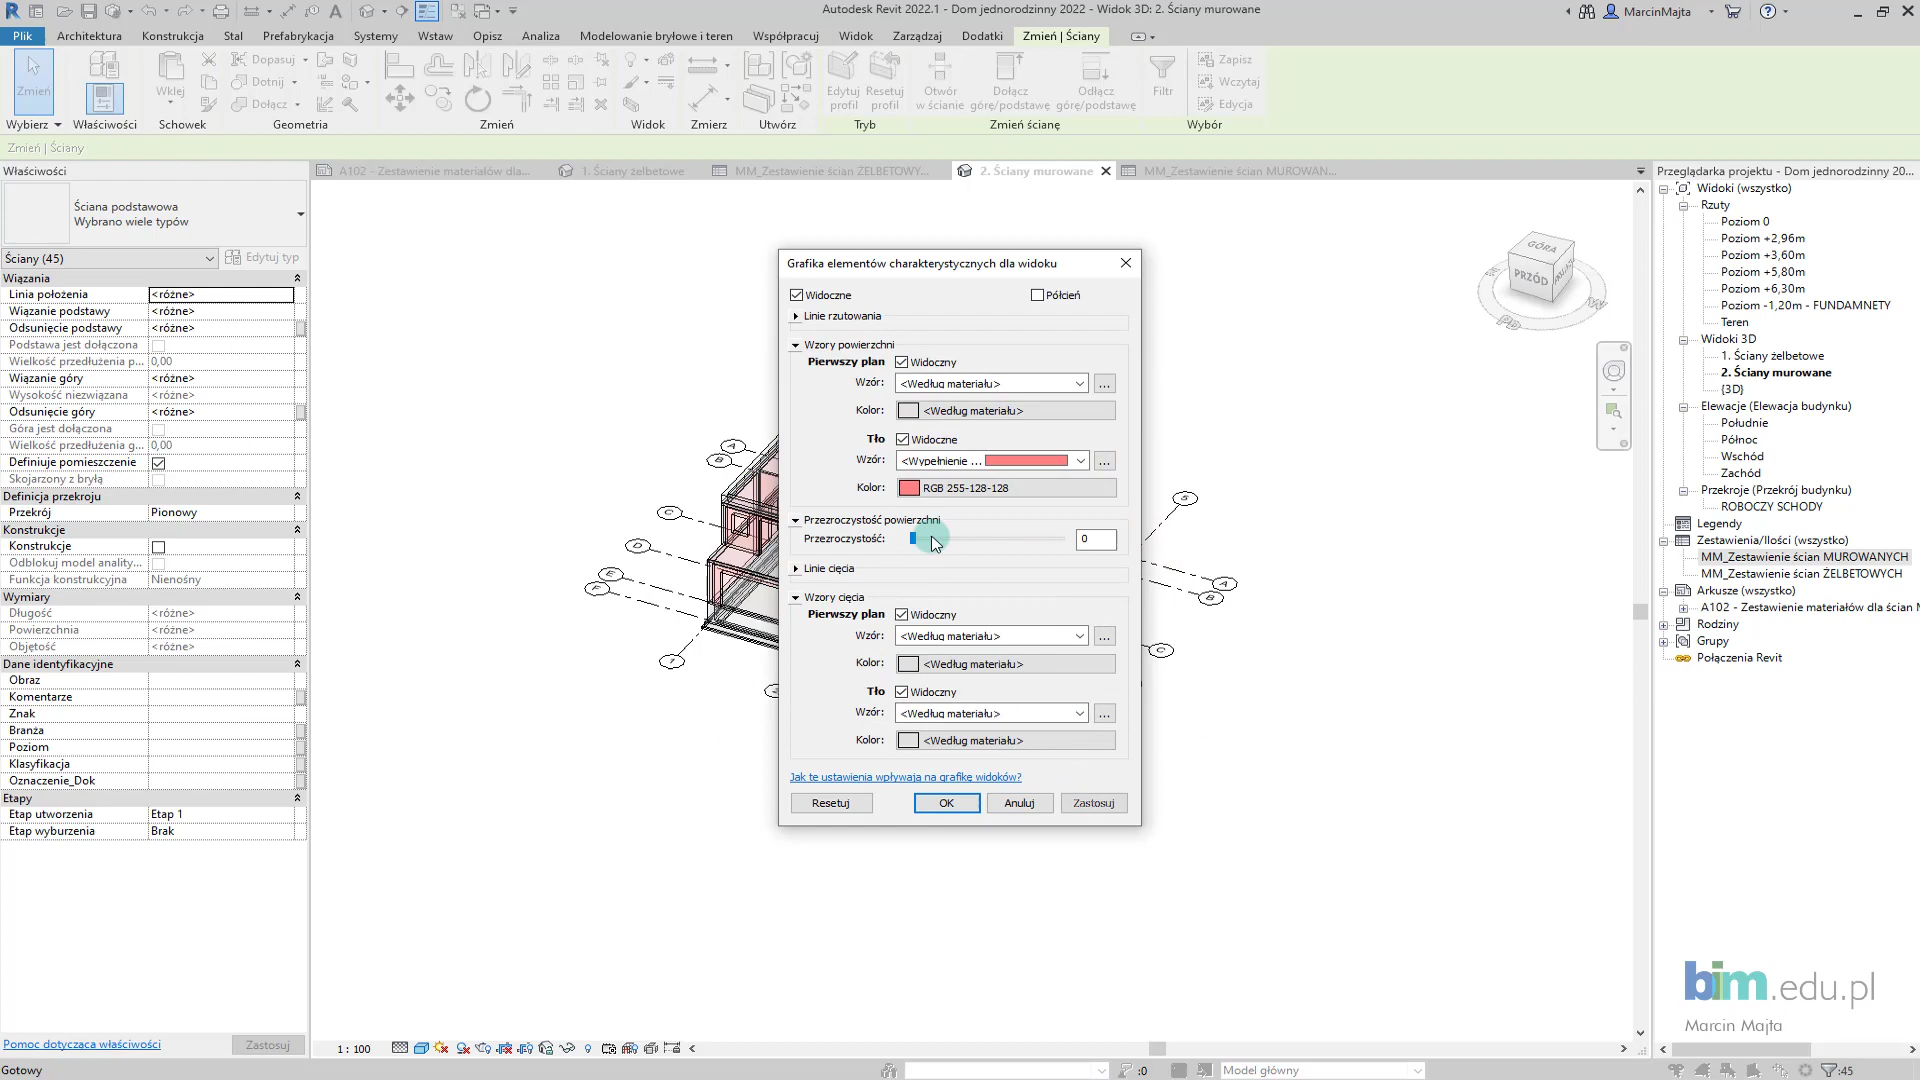 Autodesk Revit 2022.1 - Dom jednorodzinny 2022 - Widok 3D: 2. Ściany murowane
MarcinMajta
Plik Architektura Konstrukcja Stal Prefabrykacja Systemy Wstaw Opisz Analiza Modelowanie bryłowe i teren Współpracuj Widok Zarządzaj Dodatki Zmień | Ściany
Zmień
Wklej
Dopasuj
Dotnij
Dołącz
Edytuj profil
Resetuj profil
Otwór w ścianie
Dołącz górę/podstawę
Odłącz górę/podstawę
Filtr
Zapisz
Wczytaj
Edycja
Wybierz Właściwości Schowek Geometria Zmień Widok Zmierz Utwórz Tryb Zmień ścianę Wybór
Zmień | Ściany
Właściwości
A102 - Zestawienie materiałów dla...
1. Ściany żelbetowe
MM_Zestawienie ścian ŻELBETOWY...
2. Ściany murowane
MM_Zestawienie ścian MUROWAN...
Ściana podstawowa
Wybrano wiele typów
Ściany (45)
Edytuj typ
Wiązania
Linia położenia <różne>
Wiązanie podstawy <różne>
Odsunięcie podstawy <różne>
Podstawa jest dołączona
Wielkość przedłużenia p... 0,00
Wiązanie góry <różne>
Wysokość niezwiązana <różne>
Odsunięcie góry <różne>
Góra jest dołączona
Wielkość przedłużenia g... 0,00
Definiuje pomieszczenie
Skojarzony z bryłą
Definicja przekroju
Przekrój Pionowy
Konstrukcje
Konstrukcje
Odblokuj model anality...
Funkcja konstrukcyjna Nienośny
Wymiary
Długość <różne>
Powierzchnia <różne>
Objętość <różne>
Dane identyfikacyjne
Obraz
Komentarze
Znak
Branża
Poziom
Klasyfikacja
Oznaczenie_Dok
Etapy
Etap utworzenia Etap 1
Etap wyburzenia Brak
Pomoc dotycząca właściwości
Zastosuj
Grafika elementów charakterystycznych dla widoku
Widoczne
Półcień
Linie rzutowania
Wzory powierzchni
Pierwszy plan Widoczny
Wzór: <Według materiału> ...
Kolor: <Według materiału>
Tło Widoczne
Wzór: <Wypełnienie ... ...
Kolor: RGB 255-128-128
Przezroczystość powierzchni
Przezroczystość: 0
Linie cięcia
Wzory cięcia
Pierwszy plan Widoczny
Wzór: <Według materiału> ...
Kolor: <Według materiału>
Tło Widoczny
Wzór: <Według materiału> ...
Kolor: <Według materiału>
Jak te ustawienia wpływają na grafikę widoków?
Resetuj OK Anuluj Zastosuj
A
B
C
D
E
F
1
5
A
B
C
GÓRA
PRZÓD
PD
Przeglądarka projektu - Dom jednorodzinny 20...
Widoki (wszystko)
Rzuty
Poziom 0
Poziom +2,96m
Poziom +3,60m
Poziom +5,80m
Poziom +6,30m
Poziom -1,20m - FUNDAMNETY
Teren
Widoki 3D
1. Ściany żelbetowe
2. Ściany murowane
{3D}
Elewacje (Elewacja budynku)
Południe
Północ
Wschód
Zachód
Przekroje (Przekrój budynku)
ROBOCZY SCHODY
Legendy
Zestawienia/Ilości (wszystko)
MM_Zestawienie ścian MUROWANYCH
MM_Zestawienie ścian ŻELBETOWYCH
Arkusze (wszystko)
A102 - Zestawienie materiałów dla ścian M
Rodziny
Grupy
Połączenia Revit
bim.edu.pl
Marcin Majta
1 : 100
Gotowy
:0
Model główny
:45